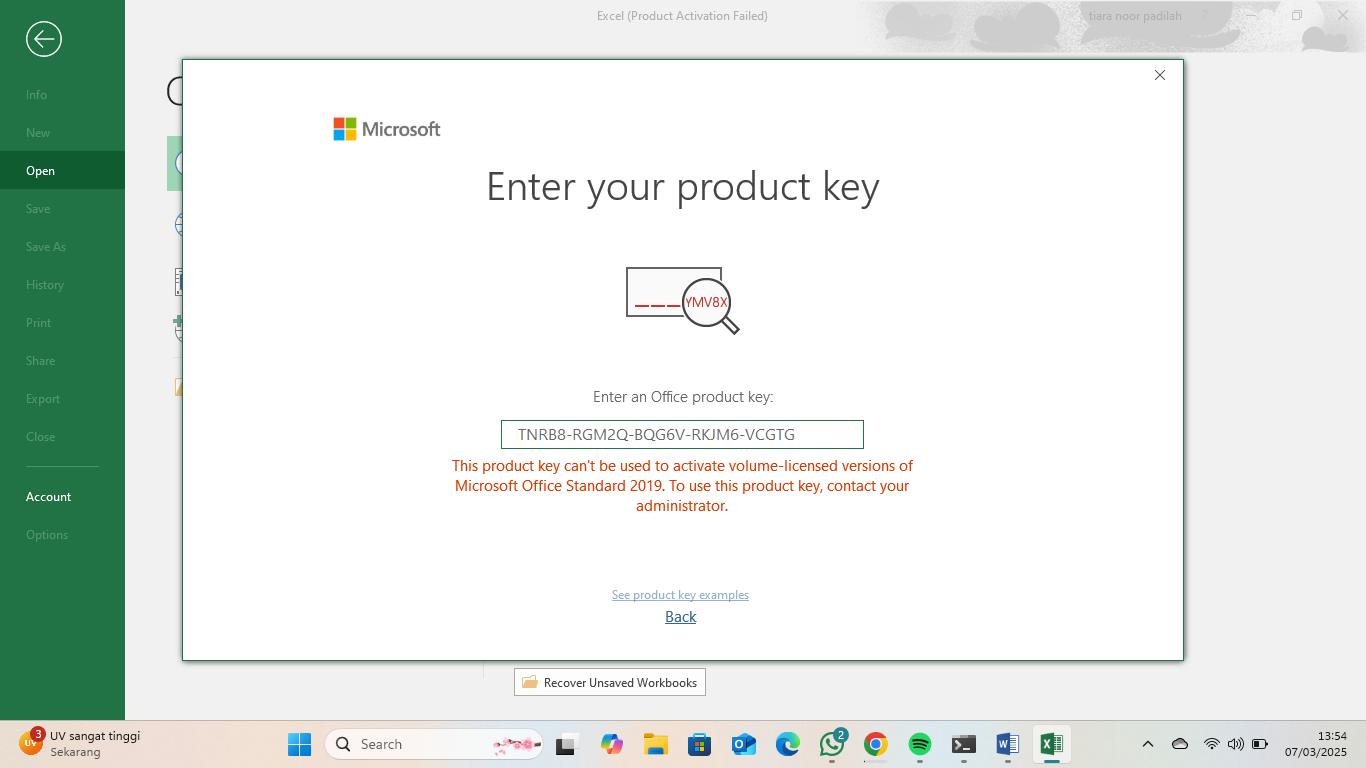 Excel (Product Activation Failed)
tiara noor padilah
?
Info
New
Open
Save
Save As
History
Print
Share
Export
Close
Account
Options
Microsoft
Enter your product key
YMV8X
Enter an Office product key:
TNRB8-RGM2Q-BQG6V-RKJM6-VCGTG
This product key can't be used to activate volume-licensed versions of
Microsoft Office Standard 2019. To use this product key, contact your
administrator.
See product key examples
Back
Recover Unsaved Workbooks
UV
3
UV sangat tinggi
Sekarang
Search
2
13:54
07/03/2025